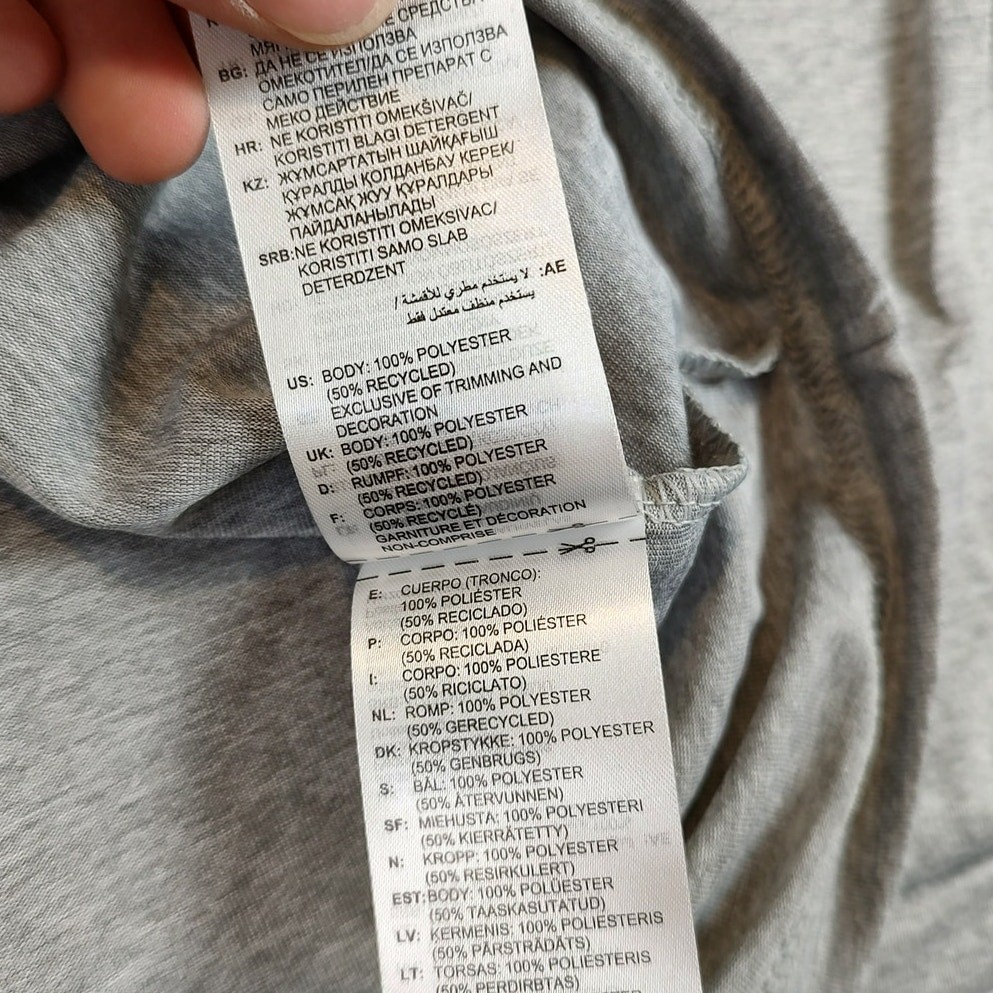 СРЕДСТВА
BG: ДА НЕ СЕ ИЗПОЛЗВА
ОМЕКОТИТЕЛ/ДА СЕ ИЗПОЛЗВА
САМО ПЕРИЛЕН ПРЕПАРАТ С
МЕКО ДЕЙСТВИЕ
HR: NE KORISTITI OMEKŠIVAČ/
KORISTITI BLAGI DETERGENT
KZ: ЖҰМСАРТАТЫН ШАЙҚАҒЫШ
ҚҰРАЛДЫ ҚОЛДАНБАУ КЕРЕК/
ЖҰМСАҚ ЖУУ ҚҰРАЛДАРЫ
ПАЙДАЛАНЫЛАДЫ
SRB: NE KORISTITI OMEKSIVAC/
KORISTITI SAMO SLAB
DETERDZENT
AE: لا يستخدم مطري للأقمشة /
يستخدم منظف معتدل فقط
US: BODY: 100% POLYESTER
(50% RECYCLED)
EXCLUSIVE OF TRIMMING AND
DECORATION
UK: BODY: 100% POLYESTER
(50% RECYCLED)
D: RUMPF: 100% POLYESTER
(50% RECYCLED)
F: CORPS: 100% POLYESTER
(50% RECYCLÉ)
GARNITURE ET DÉCORATION
NON-COMPRISE
E: CUERPO (TRONCO):
100% POLIÉSTER
(50% RECICLADO)
P: CORPO: 100% POLIÉSTER
(50% RECICLADA)
I: CORPO: 100% POLIESTERE
(50% RICICLATO)
NL: ROMP: 100% POLYESTER
(50% GERECYCLED)
DK: KROPSTYKKE: 100% POLYESTER
(50% GENBRUGS)
S: BÅL: 100% POLYESTER
(50% ÅTERVUNNEN)
SF: MIEHUSTA: 100% POLYESTERI
(50% KIERRÄTETTY)
N: KROPP: 100% POLYESTER
(50% RESIRKULERT)
EST: BODY: 100% POLÜESTER
(50% TAASKASUTATUD)
LV: KERMENIS: 100% POLIESTERIS
(50% PĀRSTRĀDĀTS)
LT: TORSAS: 100% POLIESTERIS
(50% PERDIRBTAS)